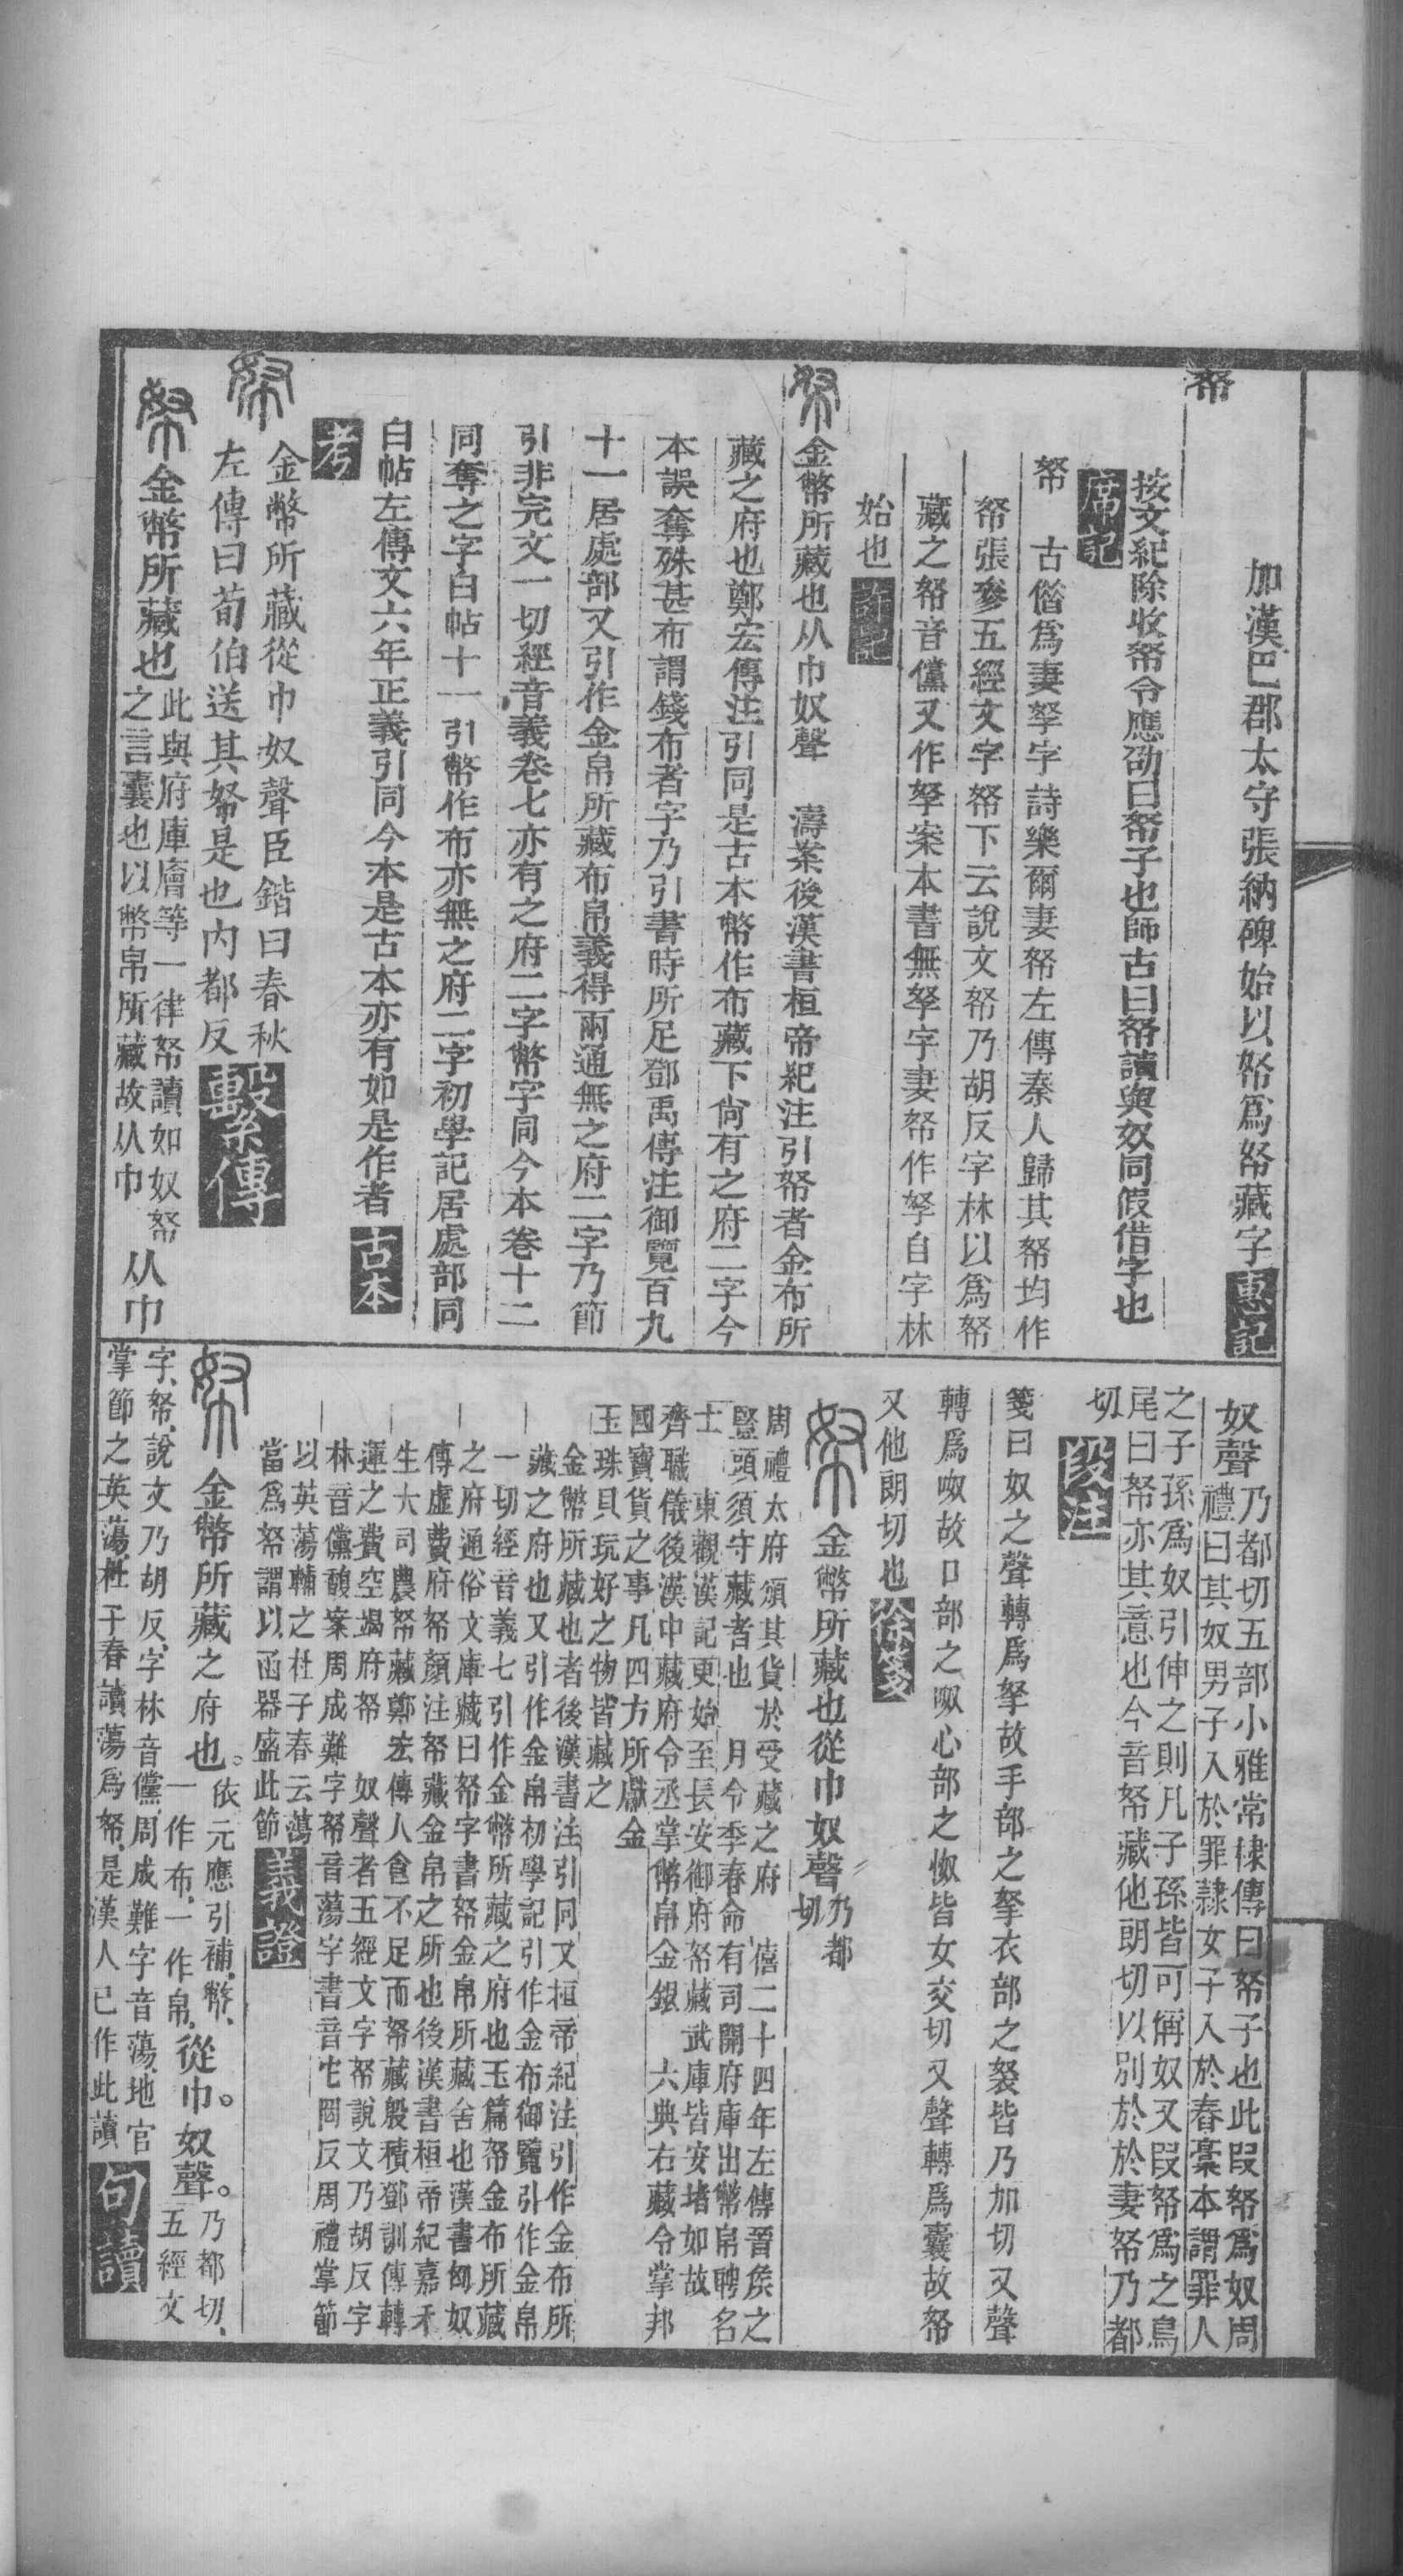 帑
加漢巴郡太守張納碑始以帑爲帑藏字惠記
按文紀除收帑令應劭曰帑子也師古曰帑讀與奴同假借字也
席記
帑　古僭爲妻孥字詩樂爾妻帑左傳秦人歸其帑均作
帑張參五經文字帑下云說文帑乃胡反字林以爲帑
藏之帑音儻又作孥案本書無孥字妻帑作孥自字林
始也許記
帑金幣所藏也从巾奴聲　濤案後漢書桓帝紀注引帑者金布所
藏之府也鄭宏傳注引同是古本幣作布藏下尙有之府二字今
本誤奪殊甚布謂錢布者字乃引書時所足鄧禹傳注御覽百九
十一居處部又引作金帛所藏布帛義得兩通無之府二字乃節
引非完文一切經音義卷七亦有之府二字幣字同今本卷十二
同奪之字白帖十一引幣作布亦無之府二字初學記居處部同
白帖左傳文六年正義引同今本是古本亦有如是作者古本
考
帑金幣所藏從巾奴聲臣鍇曰春秋
左傳曰荀伯送其帑是也内都反繫傳
帑金幣所藏也此與府庫廥等一律帑讀如奴帑
之言囊也以幣帛所藏故从巾从巾
奴聲乃都切五部小雅常棣傳曰帑子也此叚帑爲奴周
禮曰其奴男子入於罪隸女子入於舂稾本謂罪人
之子孫爲奴引伸之則凡子孫皆可偁奴又叚帑爲之鳥
尾曰帑亦其意也今音帑藏他朗切以別於於妻帑乃都
切段注
箋曰奴之聲轉爲拏故手部之拏衣部之袈皆乃加切又聲
轉爲呶故口部之呶心部之怓皆女交切又聲轉爲囊故帑
又他朗切也徐箋
帑金幣所藏也從巾奴聲乃都
切
周禮太府頒其貨於受藏之府　僖二十四年左傳晉侯之
豎頭須守藏者也　月令季春命有司開府庫出幣帛聘名
士　東觀漢記更始至長安御府帑藏武庫皆安堵如故
齊職儀後漢中藏府令丞掌幣帛金銀　六典右藏令掌邦
國寶貨之事凡四方所獻金
玉珠貝玩好之物皆藏之
金幣所藏也者後漢書注引同又桓帝紀注引作金布所
藏之府也又引作金帛初學記引作金布御覽引作金帛
一切經音義七引作金幣所藏之府也玉篇帑金布所藏
之府通俗文庫藏曰帑字書帑金帛所藏舍也漢書匈奴
傳虛費府帑顏注帑藏金帛之所也後漢書桓帝紀嘉禾
生大司農帑藏鄭宏傳人食不足而帑藏殷積鄧訓傳轉
運之費空竭府帑　奴聲者五經文字帑說文乃胡反字
林音儻馥案周成難字帑音蕩字書音乇岡反周禮掌節
以英蕩輔之杜子春云蕩
當爲帑謂以函器盛此節義證
帑金幣所藏之府也。依元應引補,幣,
一作布,一作帛,從巾。奴聲。乃都切,
五經文
字,帑,說文乃胡反,字林音儻,周成難字音蕩,地官
掌節之英蕩,杜子春讀蕩爲帑,是漢人已作此讀句讀